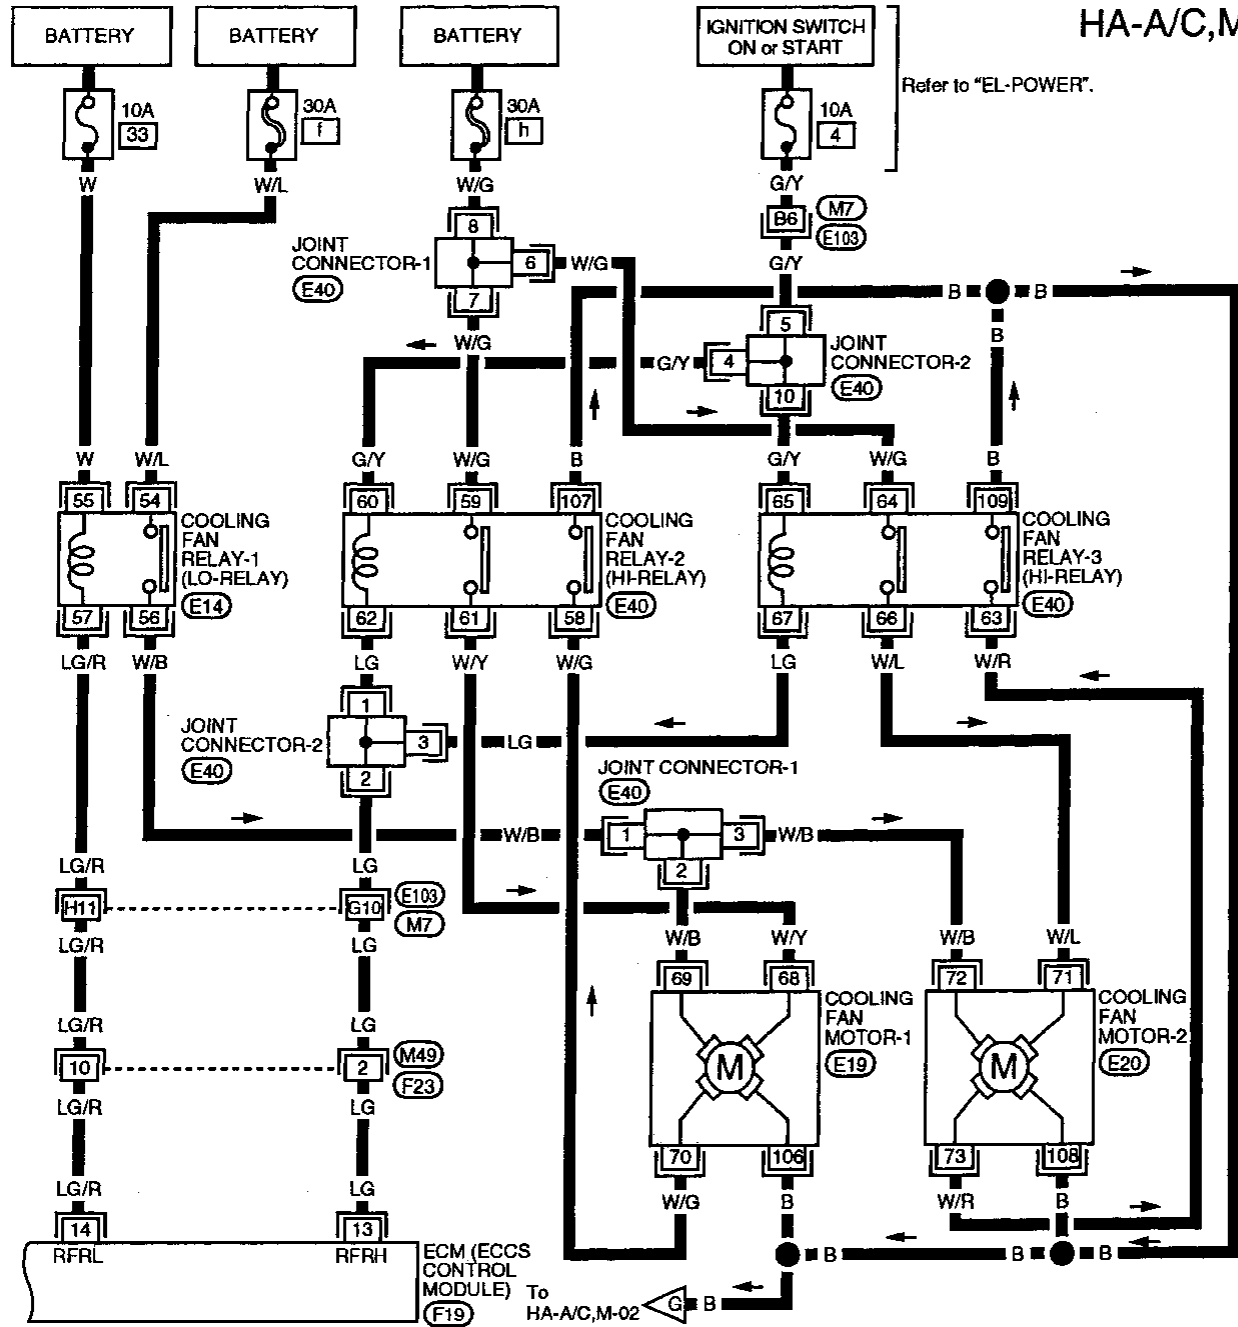 HA-A/C,M
BATTERY
BATTERY
BATTERY
IGNITION SWITCH
ON or START
Refer to "EL-POWER".
10A
33
30A
f
30A
h
10A
4
W
W/L
W/G
G/Y
B6
M7
E103
8
JOINT
CONNECTOR-1
E40
6
W/G
7
G/Y
B
B
5
W/G
G/Y
4
JOINT
CONNECTOR-2
E40
10
B
W
W/L
G/Y
W/G
B
G/Y
W/G
B
55
54
60
59
107
65
64
109
COOLING
FAN
RELAY-1
(LO-RELAY)
E14
COOLING
FAN
RELAY-2
(HI-RELAY)
E40
COOLING
FAN
RELAY-3
(HI-RELAY)
E40
57
56
62
61
58
67
66
63
LG/R
W/B
LG
W/Y
W/G
LG
W/L
W/R
1
JOINT
CONNECTOR-2
E40
3
LG
2
JOINT CONNECTOR-1
E40
W/B
1
3
W/B
2
LG/R
LG
H11
G10
E103
M7
LG/R
LG
W/B
W/Y
W/B
W/L
69
68
72
71
COOLING
FAN
MOTOR-1
E19
M
COOLING
FAN
MOTOR-2
E20
M
LG/R
LG
10
2
M49
F23
LG/R
LG
70
106
73
108
LG/R
LG
W/G
B
W/R
B
14
13
RFRL
RFRH
ECM (ECCS
CONTROL
MODULE)
F19
B
B
B
To
HA-A/C,M-02
G
B